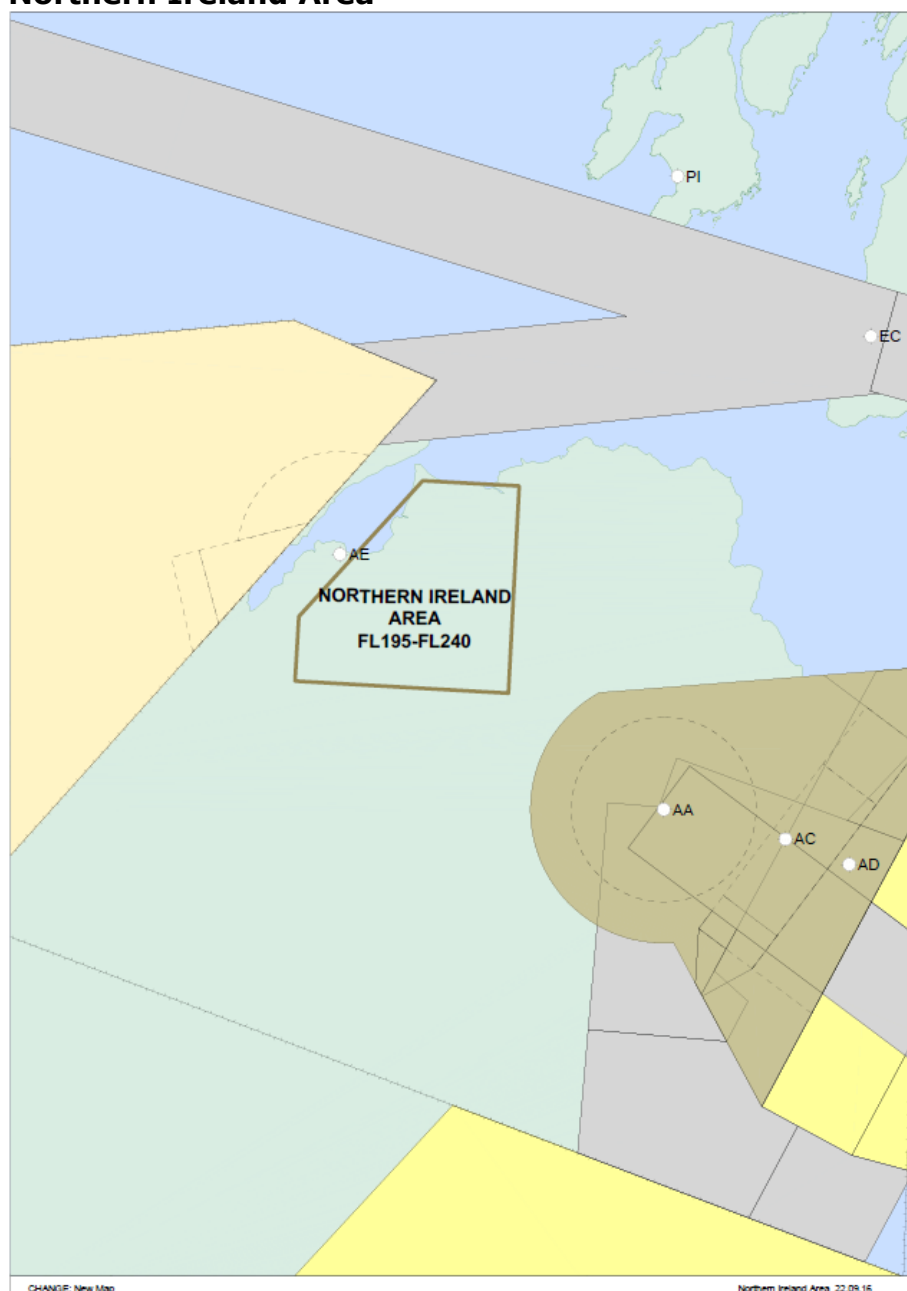 Northern Ireland Area
PI
EC
AE
NORTHERN IRELAND
AREA
FL195-FL240
AA
AC
AD
CHANGE: New Map
Northern Ireland Area 22.09.16